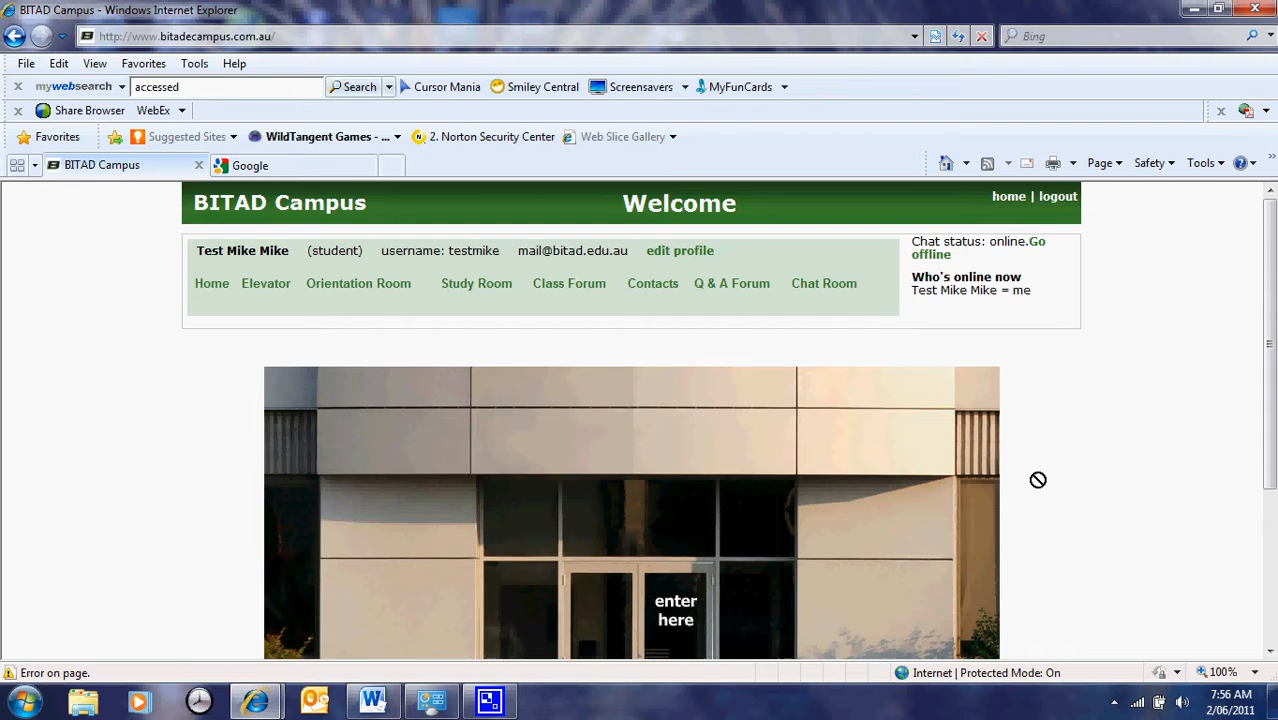 BITAD Campus - Windows Internet Explorer
http://www.bitadecampus.com.au/
Bing
File Edit View Favorites Tools Help
mywebsearch accessed Search Cursor Mania Smiley Central Screensavers MyFunCards
Share Browser WebEx
Favorites Suggested Sites WildTangent Games - ... 2. Norton Security Center Web Slice Gallery
BITAD Campus Google Page Safety Tools
BITAD Campus Welcome home | logout
Test Mike Mike (student) username: testmike mail@bitad.edu.au edit profile
Home Elevator Orientation Room Study Room Class Forum Contacts Q & A Forum Chat Room
Chat status: online.Go
offline
Who's online now
Test Mike Mike = me
enter
here
Error on page. Internet | Protected Mode: On 100%
7:56 AM
2/06/2011